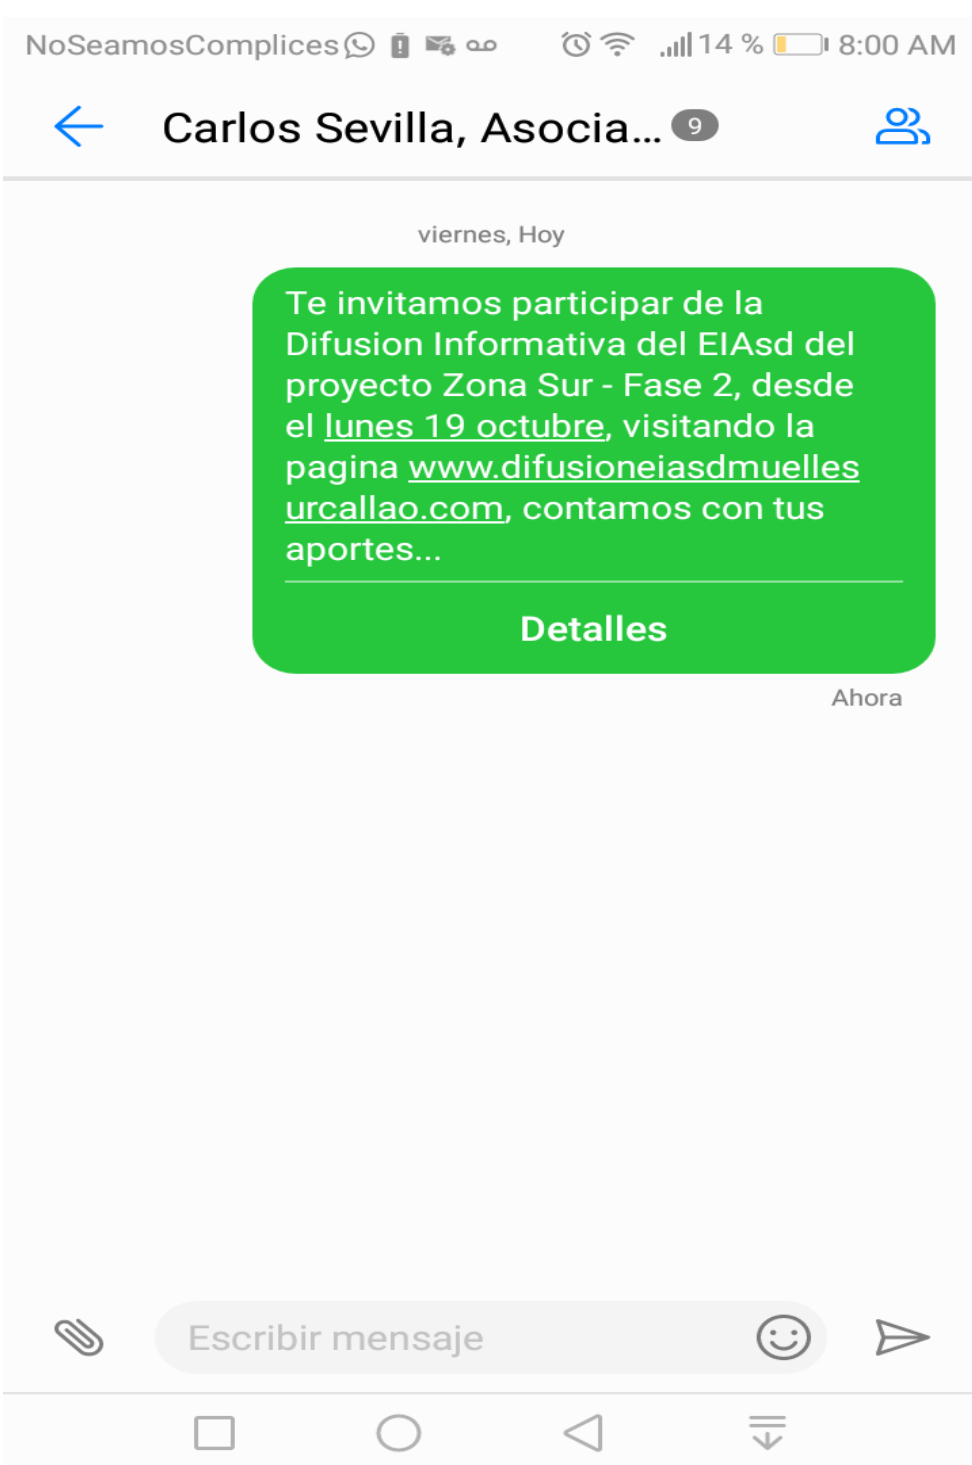 NoSeamosComplices 14 % 8:00 AM
Carlos Sevilla, Asocia... 9
viernes, Hoy
Te invitamos participar de la
Difusion Informativa del EIAsd del
proyecto Zona Sur - Fase 2, desde
el lunes 19 octubre, visitando la
pagina www.difusioneiasdmuelles
urcallao.com, contamos con tus
aportes...
Detalles
Ahora
Escribir mensaje